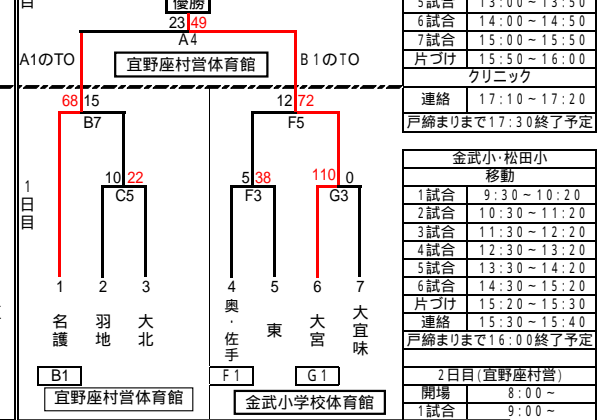 目
優勝
23 49
A4
A1のTO
B1のTO
宜野座村営体育館
68 15
B7
12 72
F5
1日目
10 22
C5
5 38
F3
110 0
G3
1 2 3 4 5 6 7
名護
羽地
大北
奥・佐手
東
大宮
大宜味
B1
F1
G1
宜野座村営体育館
金武小学校体育館
5試合 13:00~13:50
6試合 14:00~14:50
7試合 15:00~15:50
片づけ 15:50~16:00
クリニック
連絡 17:10~17:20
戸締まりまで17:30終了予定
金武小・松田小
移動
1試合 9:30~10:20
2試合 10:30~11:20
3試合 11:30~12:20
4試合 12:30~13:20
5試合 13:30~14:20
6試合 14:30~15:20
片づけ 15:20~15:30
連絡 15:30~15:40
戸締まりまで16:00終了予定
2日目(宜野座村営)
開場 8:00~
1試合 9:00~